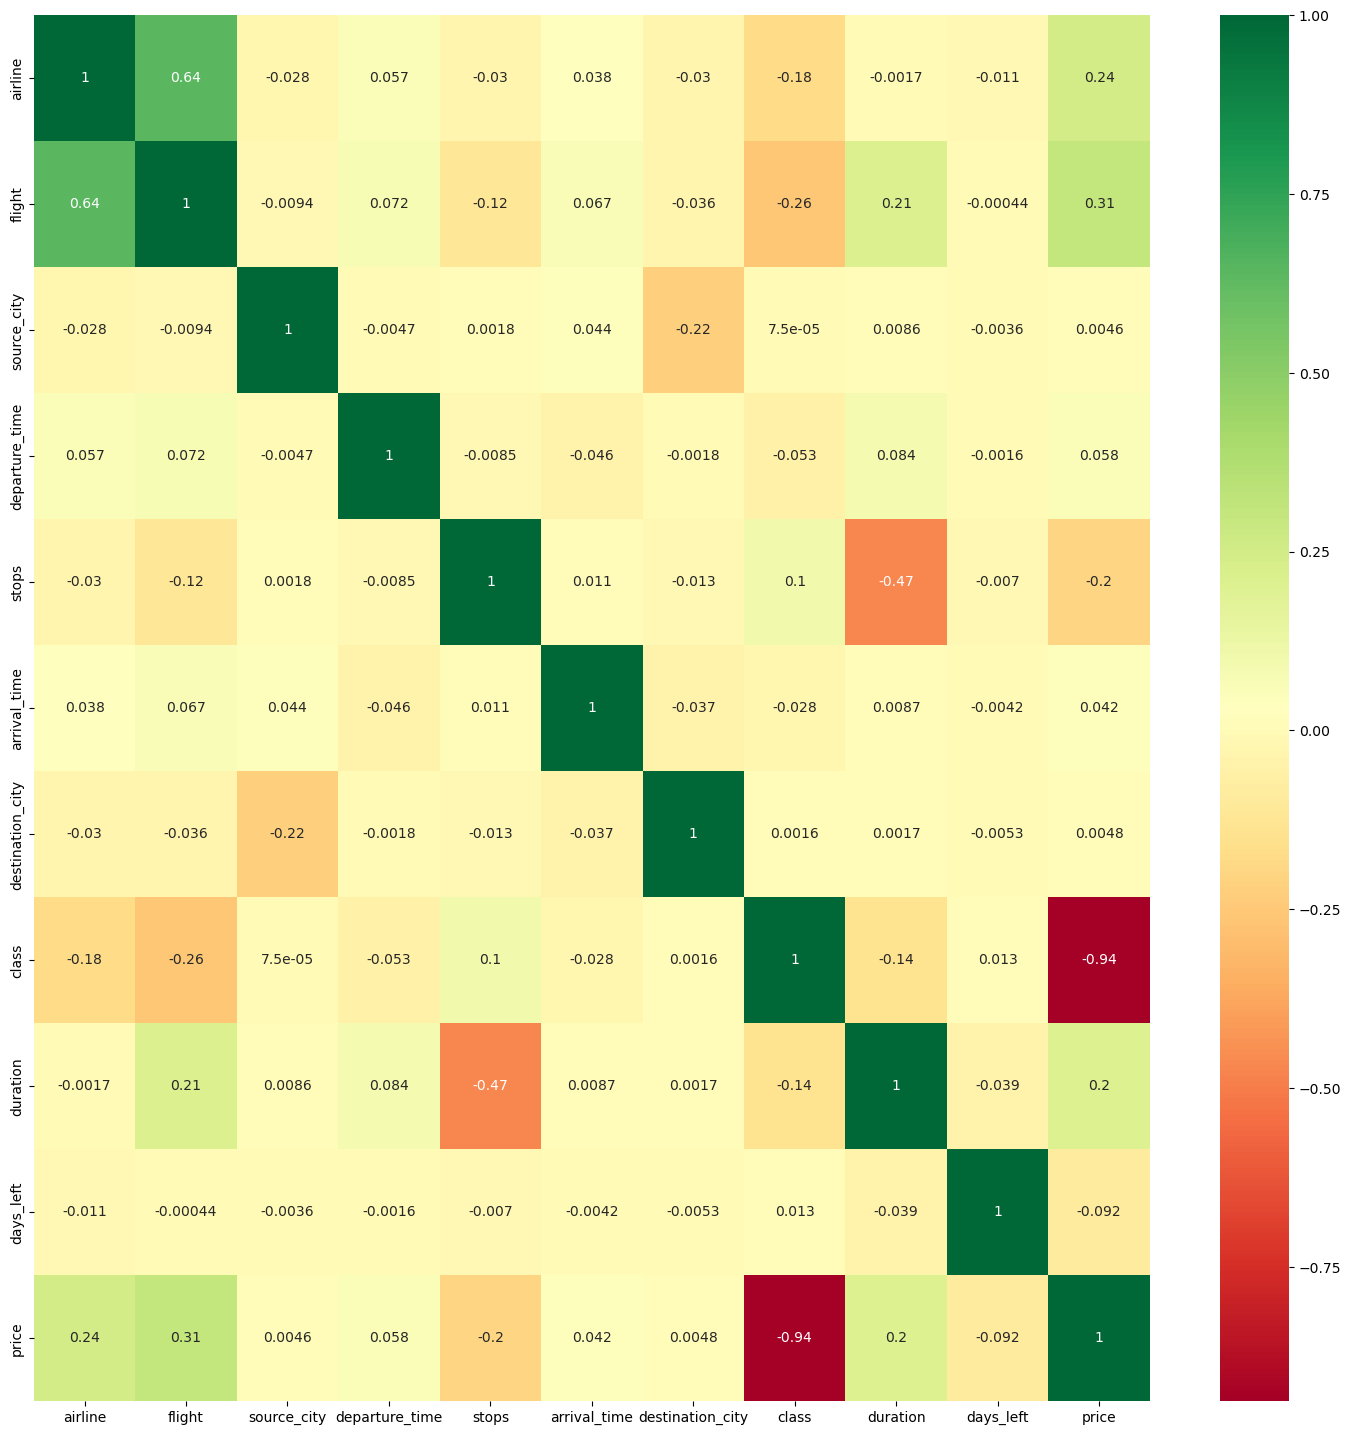 airline 1 0.64 -0.028 0.057 -0.03 0.038 -0.03 -0.18 -0.0017 -0.011 0.24
flight 0.64 1 -0.0094 0.072 -0.12 0.067 -0.036 -0.26 0.21 -0.00044 0.31
source_city -0.028 -0.0094 1 -0.0047 0.0018 0.044 -0.22 7.5e-05 0.0086 -0.0036 0.0046
departure_time 0.057 0.072 -0.0047 1 -0.0085 -0.046 -0.0018 -0.053 0.084 -0.0016 0.058
stops -0.03 -0.12 0.0018 -0.0085 1 0.011 -0.013 0.1 -0.47 -0.007 -0.2
arrival_time 0.038 0.067 0.044 -0.046 0.011 1 -0.037 -0.028 0.0087 -0.0042 0.042
destination_city -0.03 -0.036 -0.22 -0.0018 -0.013 -0.037 1 0.0016 0.0017 -0.0053 0.0048
class -0.18 -0.26 7.5e-05 -0.053 0.1 -0.028 0.0016 1 -0.14 0.013 -0.94
duration -0.0017 0.21 0.0086 0.084 -0.47 0.0087 0.0017 -0.14 1 -0.039 0.2
days_left -0.011 -0.00044 -0.0036 -0.0016 -0.007 -0.0042 -0.0053 0.013 -0.039 1 -0.092
price 0.24 0.31 0.0046 0.058 -0.2 0.042 0.0048 -0.94 0.2 -0.092 1
airline flight source_city departure_time stops arrival_time destination_city class duration days_left price
1.00
0.75
0.50
0.25
0.00
−0.25
−0.50
−0.75